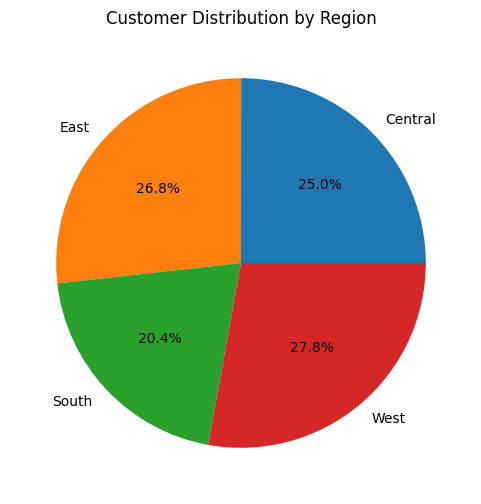 Customer Distribution by Region
Central
East
25.0%
26.8%
20.4%
27.8%
South
West